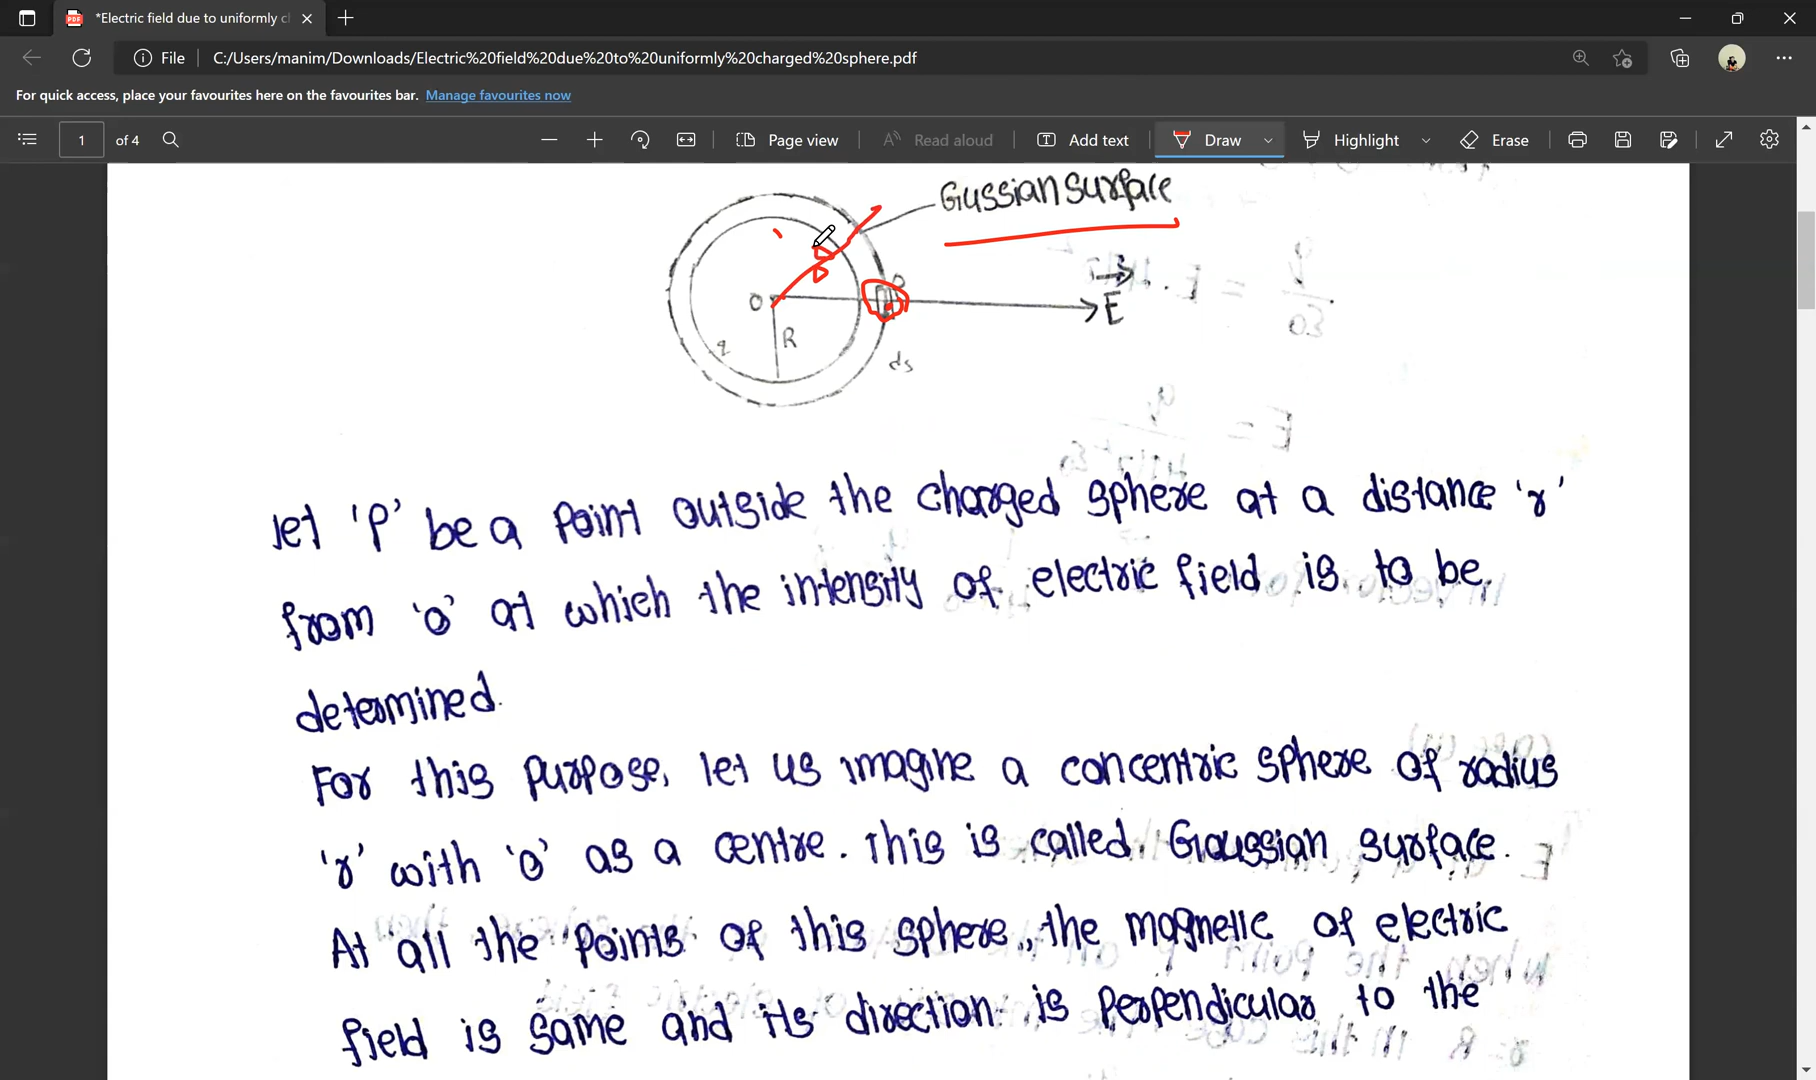 *Electric field due to uniformly cl
File C:/Users/manim/Downloads/Electric%20field%20due%20to%20uniformly%20charged%20sphere.pdf
For quick access, place your favourites here on the favourites bar. Manage favourites now
1 of 4 Page view Read aloud Add text Draw Highlight Erase
Gussian Surface
P
O
E
R
q
ds
let 'P' be a Point outside the charged sphere at a distance 'r'
from 'o' at which the intensity of electric field is to be
determined.
For this purpose, let us imagine a concentric sphere of radius
'r' with 'o' as a centre. This is called Gaussian surface.
At all the Points of this sphere, the magnetic of electric
field is same and its direction is Perpendicular to the